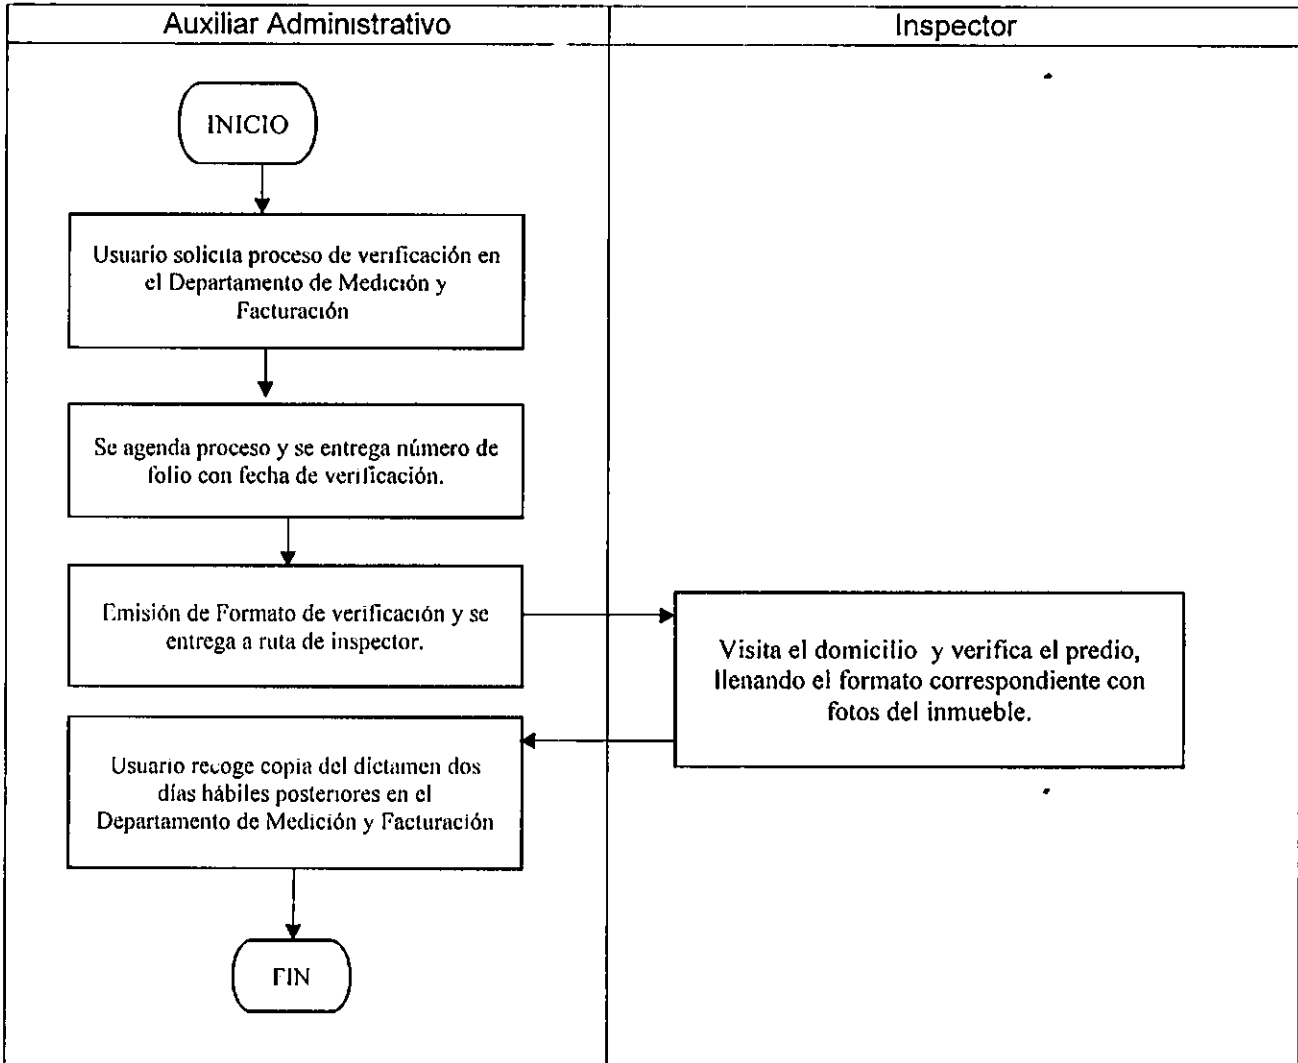 Auxiliar Administrativo
Inspector
INICIO
Usuario solicita proceso de verificación en
el Departamento de Medición y
Facturación
Se agenda proceso y se entrega número de
folio con fecha de verificación.
Emisión de Formato de verificación y se
entrega a ruta de inspector.
Visita el domicilio y verifica el predio,
llenando el formato correspondiente con
fotos del inmueble.
Usuario recoge copia del dictamen dos
días hábiles posteriores en el
Departamento de Medición y Facturación
FIN